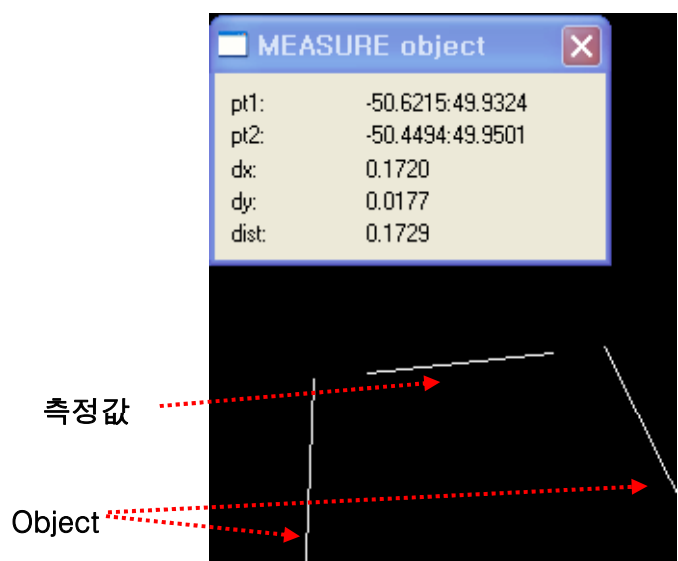 MEASURE object
pt1: -50.6215:49.9324
pt2: -50.4494:49.9501
dx: 0.1720
dy: 0.0177
dist: 0.1729
측정값
Object